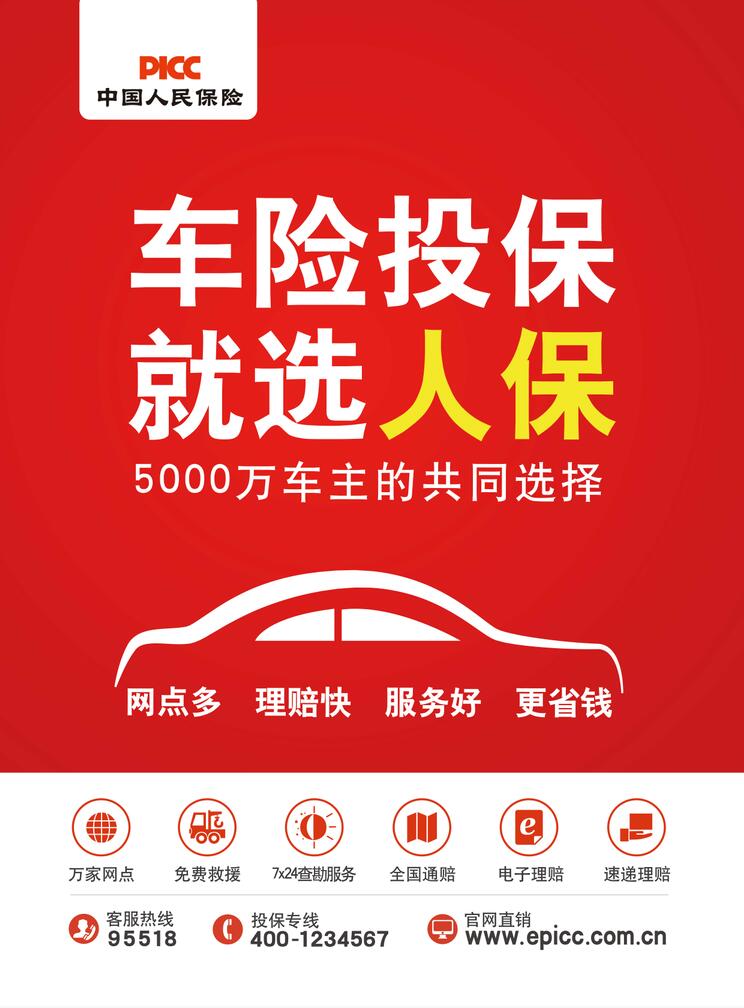 PICC
中国人民保险
车险投保
就选人保
5000万车主的共同选择
网点多 理赔快 服务好 更省钱
万家网点 免费救援 7x24查勘服务 全国通赔 电子理赔 速递理赔
客服热线 投保专线 官网直销
95518 400-1234567 www.epicc.com.cn